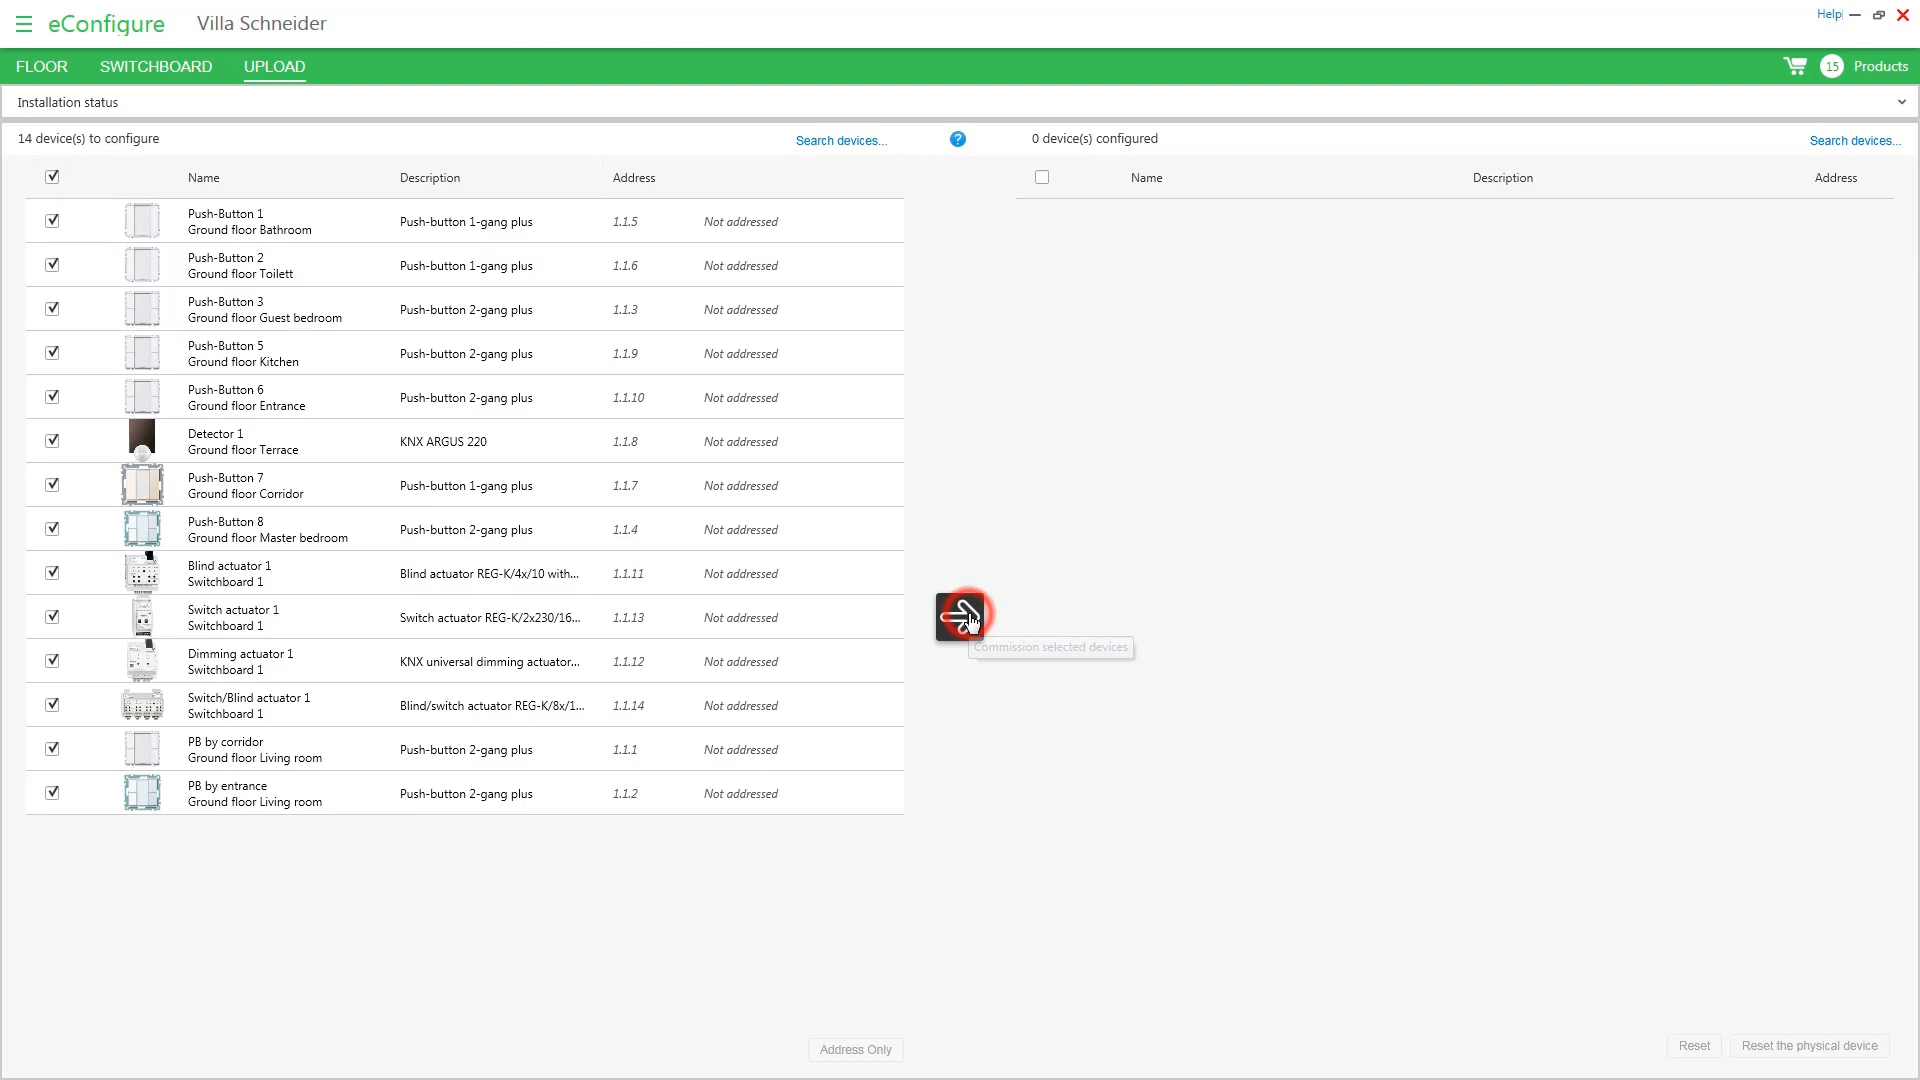 eConfigure
Villa Schneider
Help
FLOOR
SWITCHBOARD
UPLOAD
15
Products
Installation status
14 device(s) to configure
Search devices...
?
0 device(s) configured
Search devices...
Name
Description
Address
Name
Description
Address
Push-Button 1
Ground floor Bathroom
Push-button 1-gang plus
1.1.5
Not addressed
Push-Button 2
Ground floor Toilett
Push-button 1-gang plus
1.1.6
Not addressed
Push-Button 3
Ground floor Guest bedroom
Push-button 2-gang plus
1.1.3
Not addressed
Push-Button 5
Ground floor Kitchen
Push-button 2-gang plus
1.1.9
Not addressed
Push-Button 6
Ground floor Entrance
Push-button 2-gang plus
1.1.10
Not addressed
Detector 1
Ground floor Terrace
KNX ARGUS 220
1.1.8
Not addressed
Push-Button 7
Ground floor Corridor
Push-button 1-gang plus
1.1.7
Not addressed
Push-Button 8
Ground floor Master bedroom
Push-button 2-gang plus
1.1.4
Not addressed
Blind actuator 1
Switchboard 1
Blind actuator REG-K/4x/10 with...
1.1.11
Not addressed
Switch actuator 1
Switchboard 1
Switch actuator REG-K/2x230/16...
1.1.13
Not addressed
Commission selected devices
Dimming actuator 1
Switchboard 1
KNX universal dimming actuator...
1.1.12
Not addressed
Switch/Blind actuator 1
Switchboard 1
Blind/switch actuator REG-K/8x/1...
1.1.14
Not addressed
PB by corridor
Ground floor Living room
Push-button 2-gang plus
1.1.1
Not addressed
PB by entrance
Ground floor Living room
Push-button 2-gang plus
1.1.2
Not addressed
Address Only
Reset
Reset the physical device